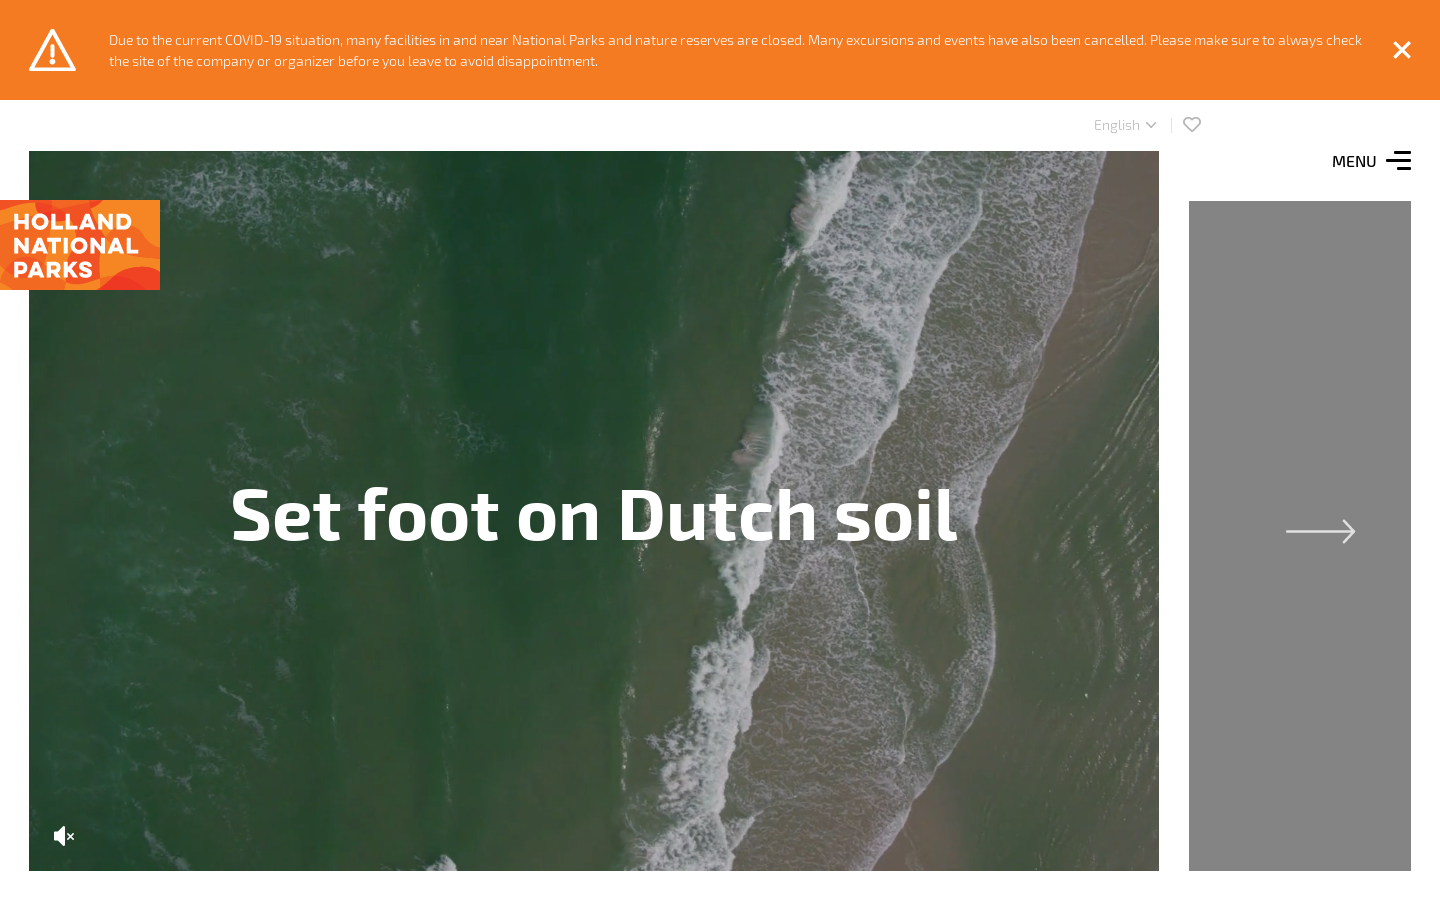 Due to the current COVID-19 situation, many facilities in and near National Parks and nature reserves are closed. Many excursions and events have also been cancelled. Please make sure to always check
the site of the company or organizer before you leave to avoid disappointment.
English
MENU
HOLLAND
NATIONAL
PARKS
Set foot on Dutch soil